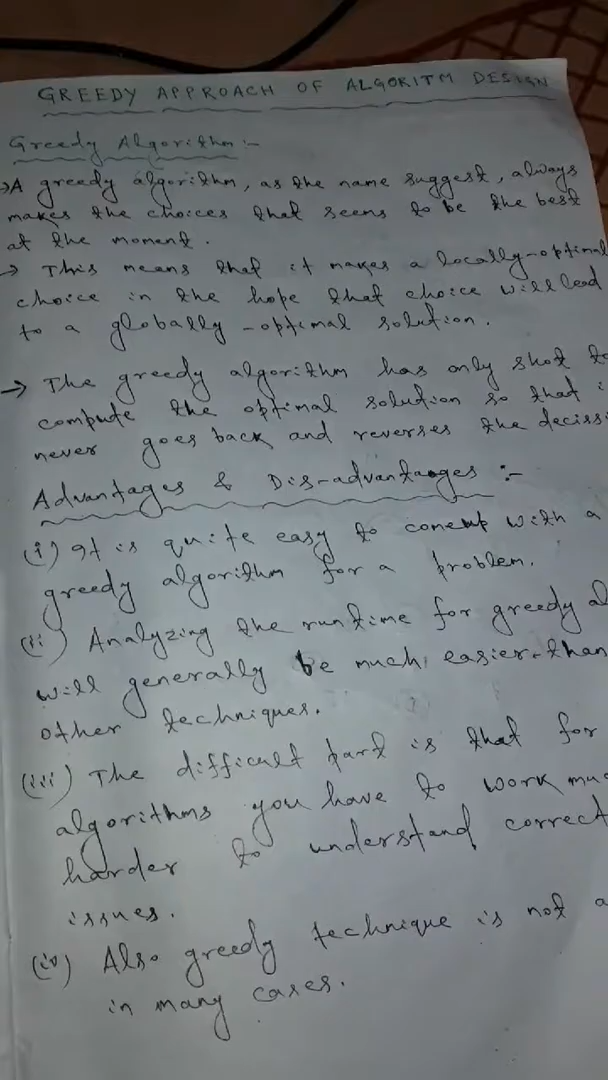 GREEDY APPROACH OF ALGORITM DESIGN
Greedy Algorithm :-
→ A greedy algorithm, as the name suggest, always
makes the choices that seens to be the best
at the moment.
→ This means that it makes a locally-optimal
choice in the hope that choice will lead
to a globally-optimal solution.
→ The greedy algorithm has only shot to
compute the optimal solution so that i
never goes back and reverses the deciss
Advantages & Dis-advantages :-
(i) It is quite easy to come up with a
greedy algorithm for a problem.
(ii) Analyzing the runtime for greedy al
will generally be much easier than
other techniques.
(iii) The difficult part is that for
algorithms you have to work muc
harder to understand correct
issues.
(iv) Also greedy technique is not a
in many cases.